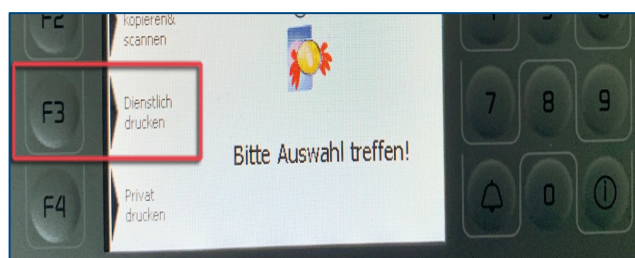 F2
kopieren&
scannen
F3
Dienstlich
drucken
7
8
9
Bitte Auswahl treffen!
F4
Privat
drucken
0